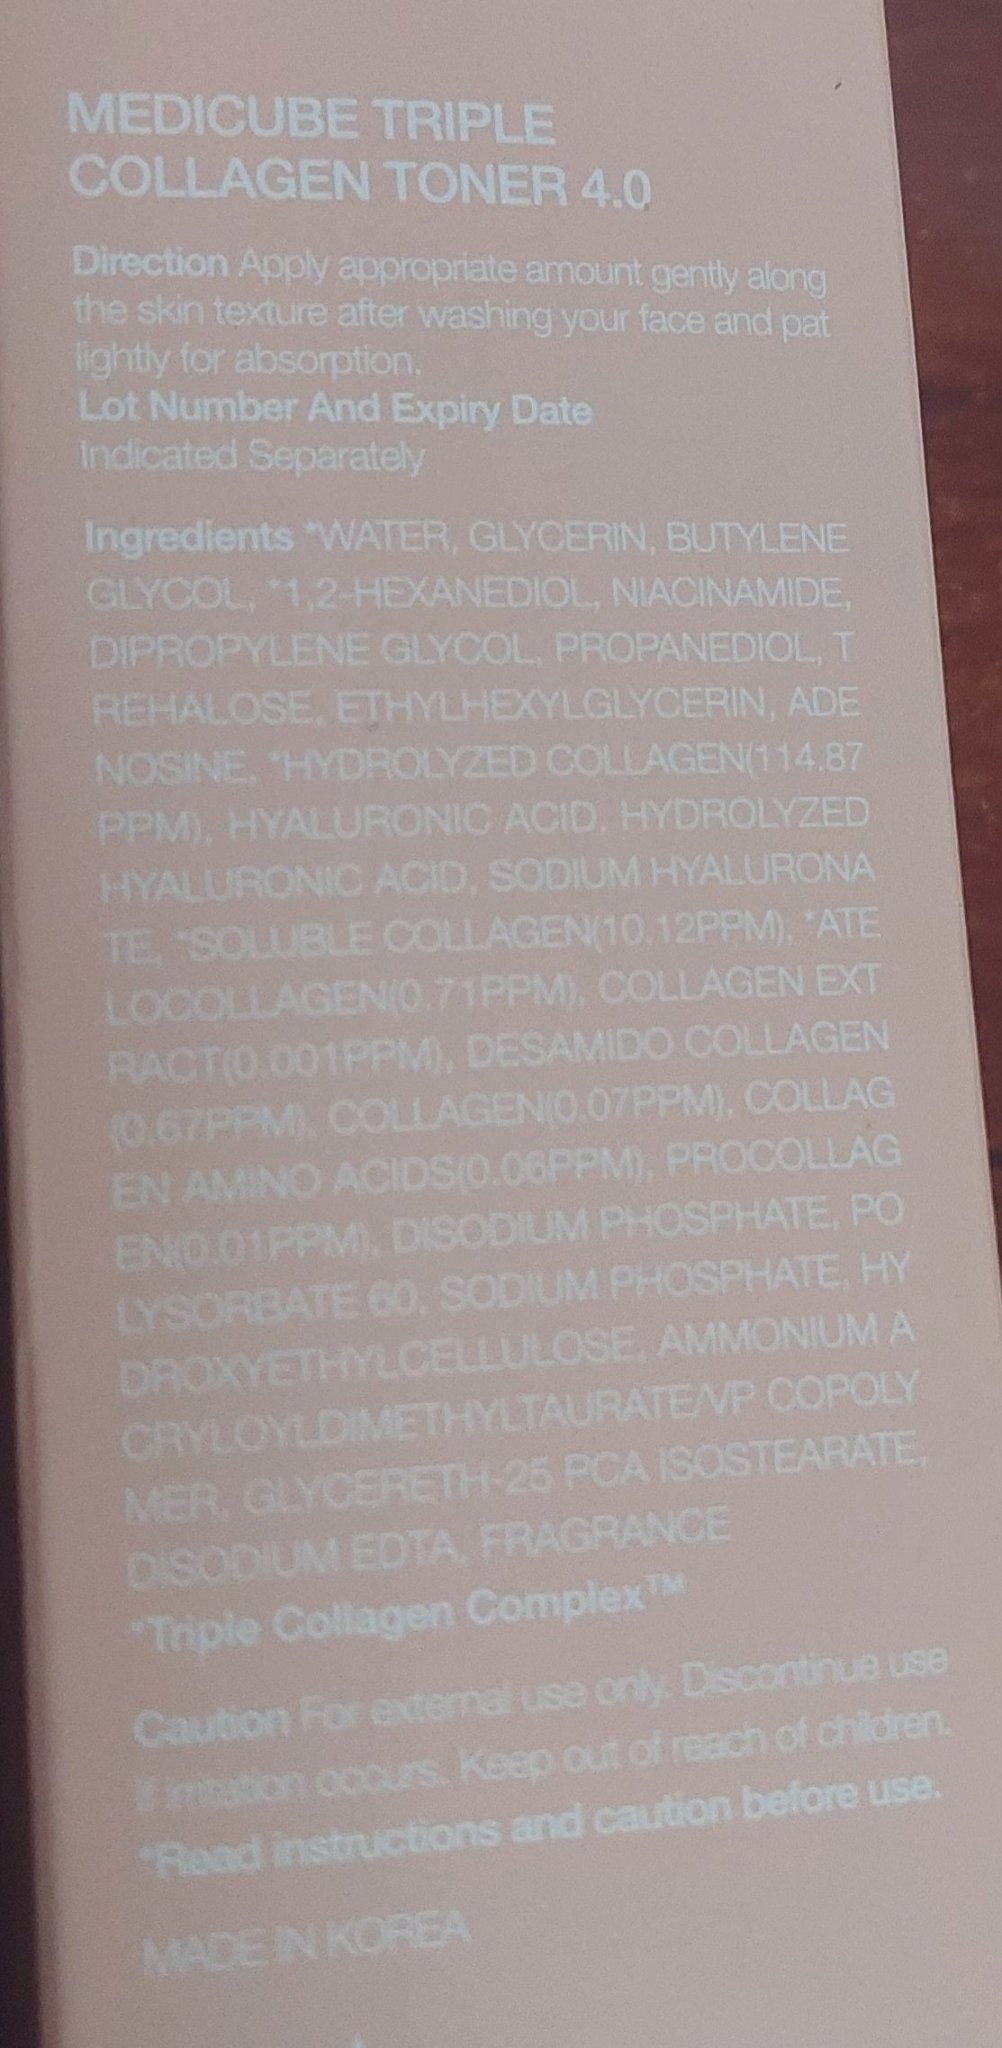 MEDICUBE TRIPLE
COLLAGEN TONER 4.0
Direction Apply appropriate amount gently along
the skin texture after washing your face and pat
lightly for absorption.
Lot Number And Expiry Date
Indicated Separately
Ingredients *WATER, GLYCERIN, BUTYLENE
GLYCOL, *1,2-HEXANEDIOL, NIACINAMIDE,
DIPROPYLENE GLYCOL, PROPANEDIOL, T
REHALOSE, ETHYLHEXYLGLYCERIN, ADE
NOSINE, *HYDROLYZED COLLAGEN(114.87
PPM), HYALURONIC ACID, HYDROLYZED
HYALURONIC ACID, SODIUM HYALURONA
TE, *SOLUBLE COLLAGEN(10.12PPM), *ATE
LOCOLLAGEN(0.71PPM), COLLAGEN EXT
RACT(0.001PPM), DESAMIDO COLLAGEN
(0.67PPM), COLLAGEN(0.07PPM), COLLAG
EN AMINO ACIDS(0.06PPM), PROCOLLAG
EN(0.01PPM), DISODIUM PHOSPHATE, PO
LYSORBATE 60, SODIUM PHOSPHATE, HY
DROXYETHYLCELLULOSE, AMMONIUM A
CRYLOYLDIMETHYLTAURATE/VP COPOLY
MER, GLYCERETH-25 PCA ISOSTEARATE,
DISODIUM EDTA, FRAGRANCE
*Triple Collagen Complex™
Caution For external use only. Discontinue use
if irritation occurs. Keep out of reach of children.
*Read instructions and caution before use.
MADE IN KOREA